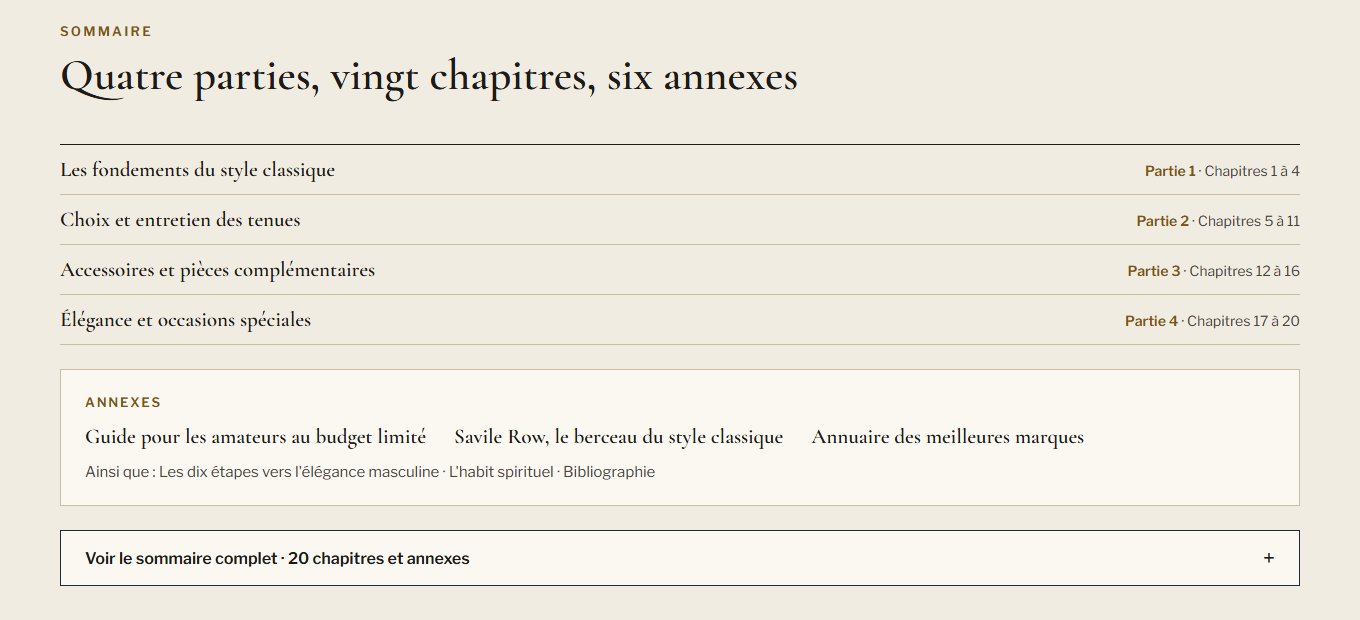 SOMMAIRE
Quatre parties, vingt chapitres, six annexes
Les fondements du style classique Partie 1 · Chapitres 1 à 4
Choix et entretien des tenues Partie 2 · Chapitres 5 à 11
Accessoires et pièces complémentaires Partie 3 · Chapitres 12 à 16
Élégance et occasions spéciales Partie 4 · Chapitres 17 à 20
ANNEXES
Guide pour les amateurs au budget limité Savile Row, le berceau du style classique Annuaire des meilleures marques
Ainsi que : Les dix étapes vers l'élégance masculine · L'habit spirituel · Bibliographie
Voir le sommaire complet · 20 chapitres et annexes +